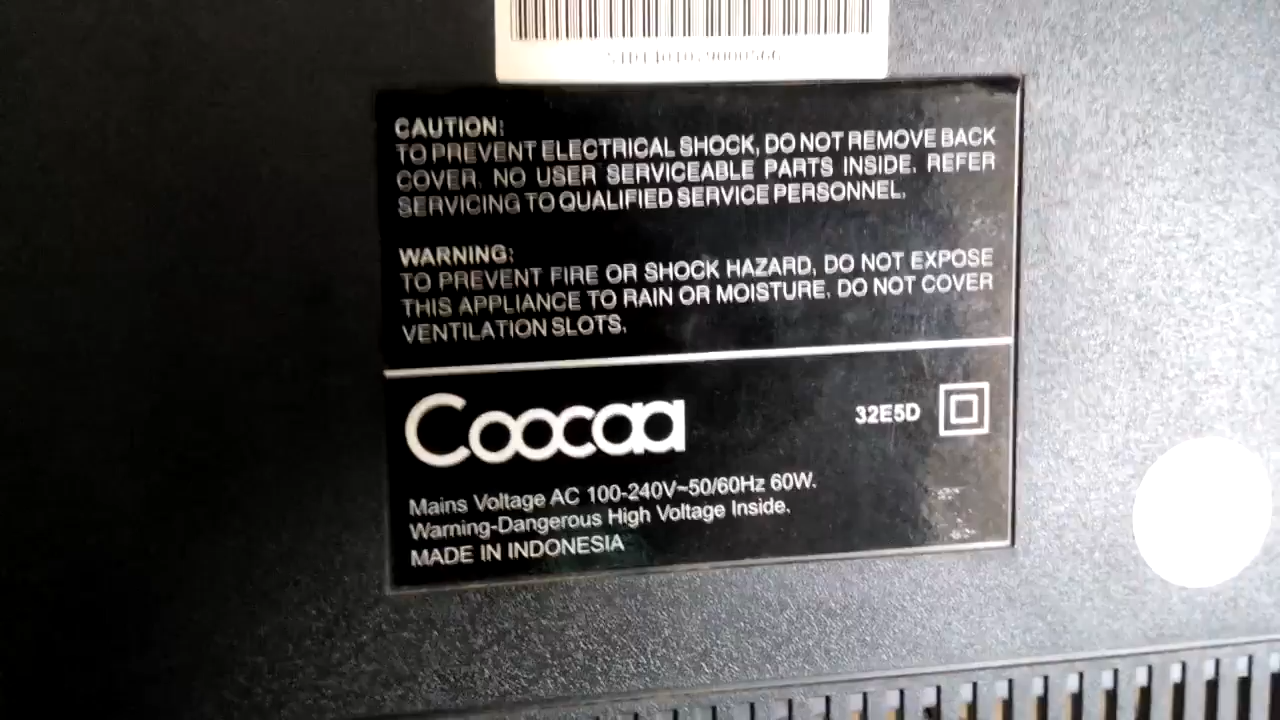 CAUTION:
TO PREVENT ELECTRICAL SHOCK, DO NOT REMOVE BACK
COVER. NO USER SERVICEABLE PARTS INSIDE. REFER
SERVICING TO QUALIFIED SERVICE PERSONNEL.
WARNING:
TO PREVENT FIRE OR SHOCK HAZARD, DO NOT EXPOSE
THIS APPLIANCE TO RAIN OR MOISTURE. DO NOT COVER
VENTILATION SLOTS.
Coocaa
32E5D
Mains Voltage AC 100-240V~50/60Hz 60W.
Warning-Dangerous High Voltage Inside.
MADE IN INDONESIA